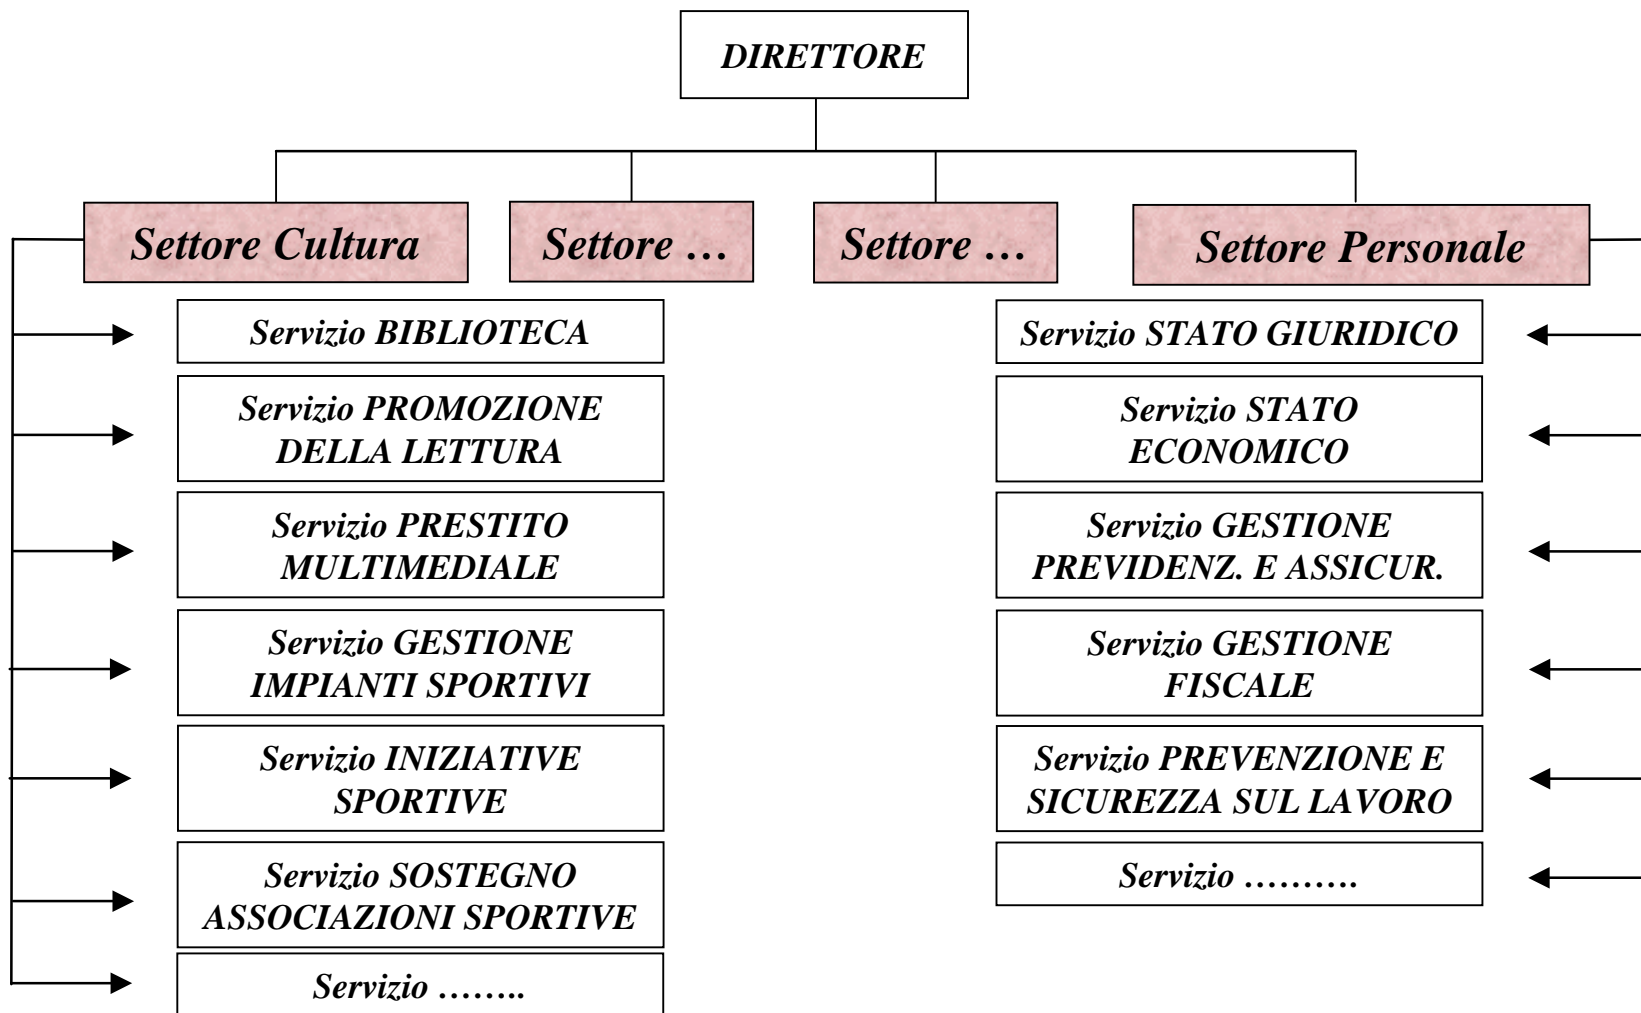 DIRETTORE
Settore Cultura
Settore …
Settore …
Settore Personale
Servizio BIBLIOTECA
Servizio PROMOZIONE
DELLA LETTURA
Servizio PRESTITO
MULTIMEDIALE
Servizio GESTIONE
IMPIANTI SPORTIVI
Servizio INIZIATIVE
SPORTIVE
Servizio SOSTEGNO
ASSOCIAZIONI SPORTIVE
Servizio ……..
Servizio STATO GIURIDICO
Servizio STATO
ECONOMICO
Servizio GESTIONE
PREVIDENZ. E ASSICUR.
Servizio GESTIONE
FISCALE
Servizio PREVENZIONE E
SICUREZZA SUL LAVORO
Servizio ……….